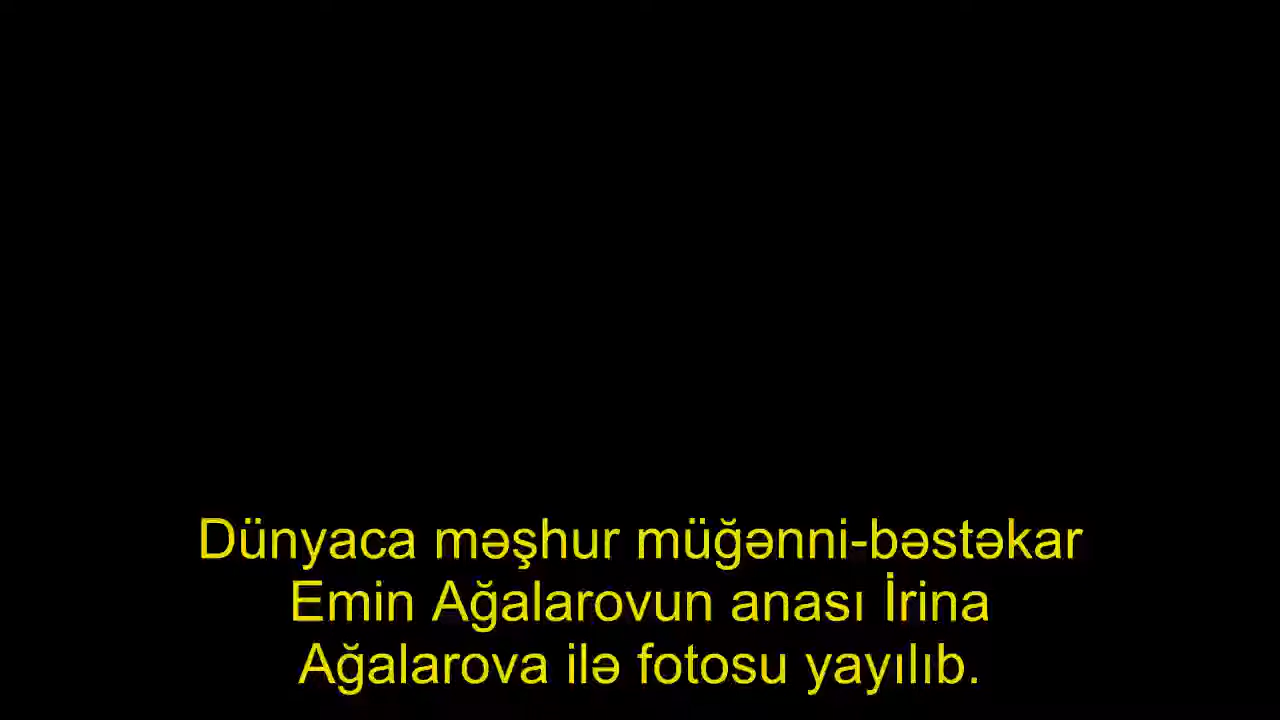 Dünyaca məşhur müğənni-bəstəkar
Emin Ağalarovun anası İrina
Ağalarova ilə fotosu yayılıb.